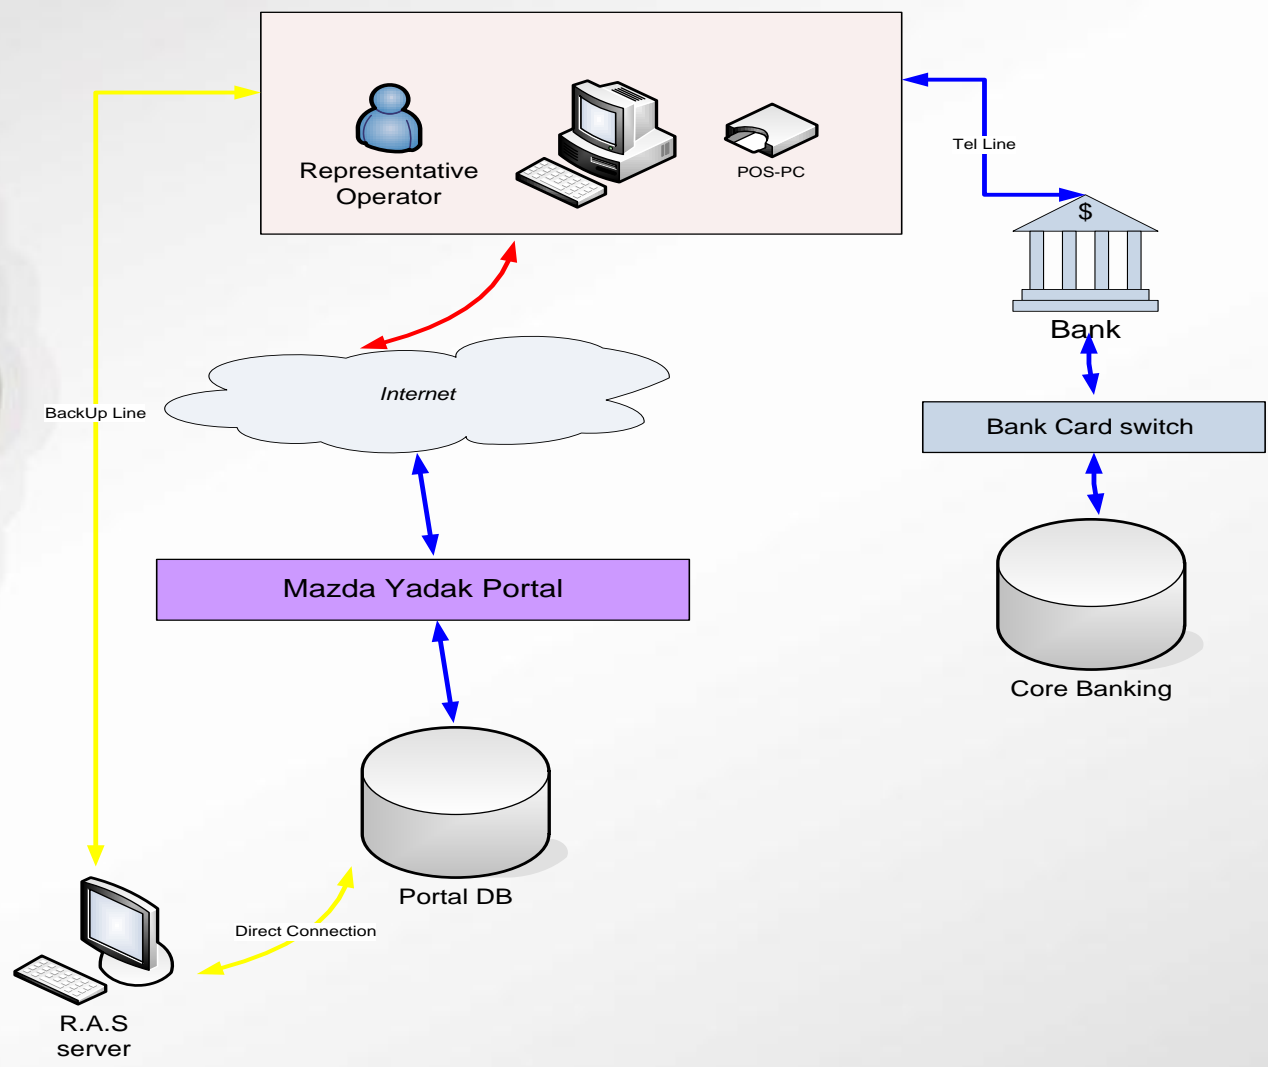 Representative
Operator
POS-PC
Tel Line
$
Bank
Internet
BackUp Line
Bank Card switch
Mazda Yadak Portal
Core Banking
Portal DB
Direct Connection
R.A.S
server